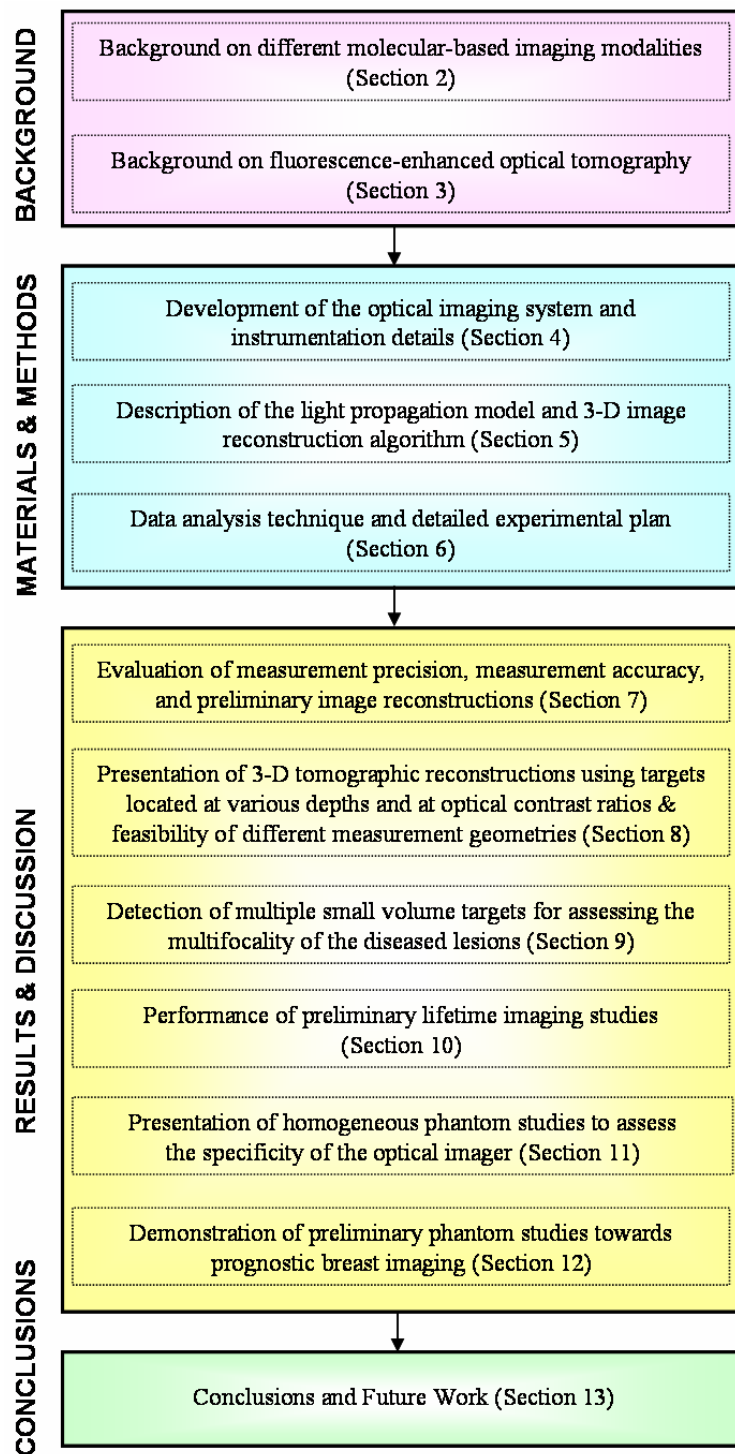 BACKGROUND
Background on different molecular-based imaging modalities
(Section 2)
Background on fluorescence-enhanced optical tomography
(Section 3)
MATERIALS & METHODS
Development of the optical imaging system and
instrumentation details (Section 4)
Description of the light propagation model and 3-D image
reconstruction algorithm (Section 5)
Data analysis technique and detailed experimental plan
(Section 6)
RESULTS & DISCUSSION
Evaluation of measurement precision, measurement accuracy,
and preliminary image reconstructions (Section 7)
Presentation of 3-D tomographic reconstructions using targets
located at various depths and at optical contrast ratios &
feasibility of different measurement geometries (Section 8)
Detection of multiple small volume targets for assessing the
multifocality of the diseased lesions (Section 9)
Performance of preliminary lifetime imaging studies
(Section 10)
Presentation of homogeneous phantom studies to assess
the specificity of the optical imager (Section 11)
Demonstration of preliminary phantom studies towards
prognostic breast imaging (Section 12)
CONCLUSIONS
Conclusions and Future Work (Section 13)